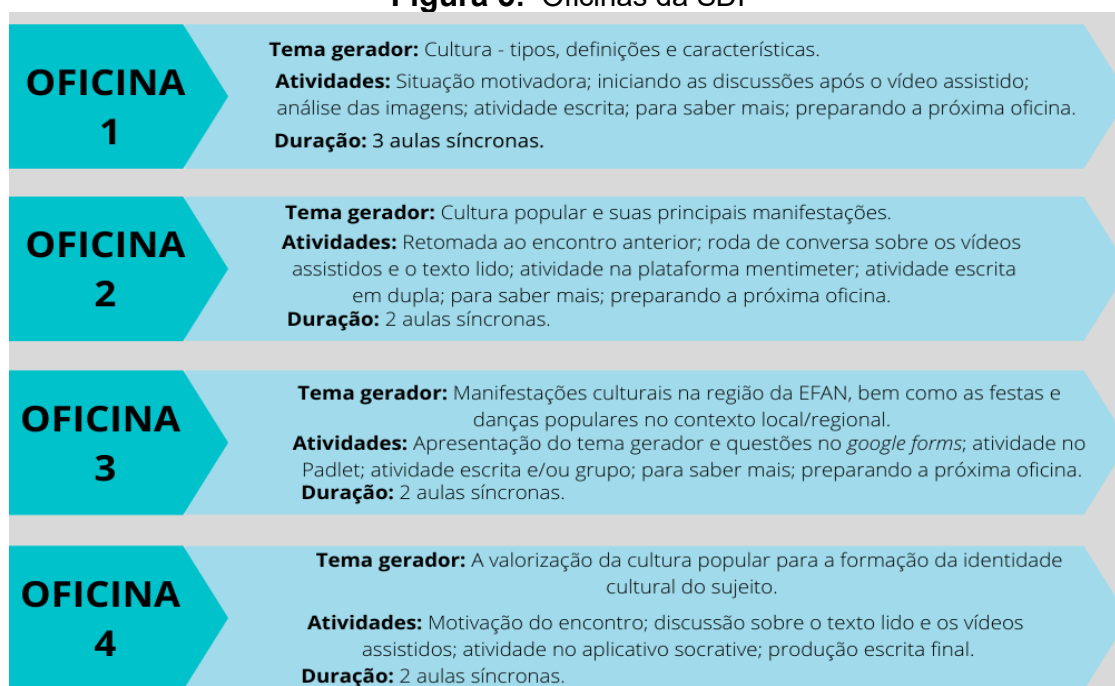 Figura 3: Oficinas da SDI
OFICINA
1
Tema gerador: Cultura - tipos, definições e características.
Atividades: Situação motivadora; iniciando as discussões após o vídeo assistido;
análise das imagens; atividade escrita; para saber mais; preparando a próxima oficina.
Duração: 3 aulas síncronas.
OFICINA
2
Tema gerador: Cultura popular e suas principais manifestações.
Atividades: Retomada ao encontro anterior; roda de conversa sobre os vídeos
assistidos e o texto lido; atividade na plataforma mentimeter; atividade escrita
em dupla; para saber mais; preparando a próxima oficina.
Duração: 2 aulas síncronas.
OFICINA
3
Tema gerador: Manifestações culturais na região da EFAN, bem como as festas e
danças populares no contexto local/regional.
Atividades: Apresentação do tema gerador e questões no google forms; atividade no
Padlet; atividade escrita e/ou grupo; para saber mais; preparando a próxima oficina.
Duração: 2 aulas síncronas.
OFICINA
4
Tema gerador: A valorização da cultura popular para a formação da identidade
cultural do sujeito.
Atividades: Motivação do encontro; discussão sobre o texto lido e os vídeos
assistidos; atividade no aplicativo socrative; produção escrita final.
Duração: 2 aulas síncronas.